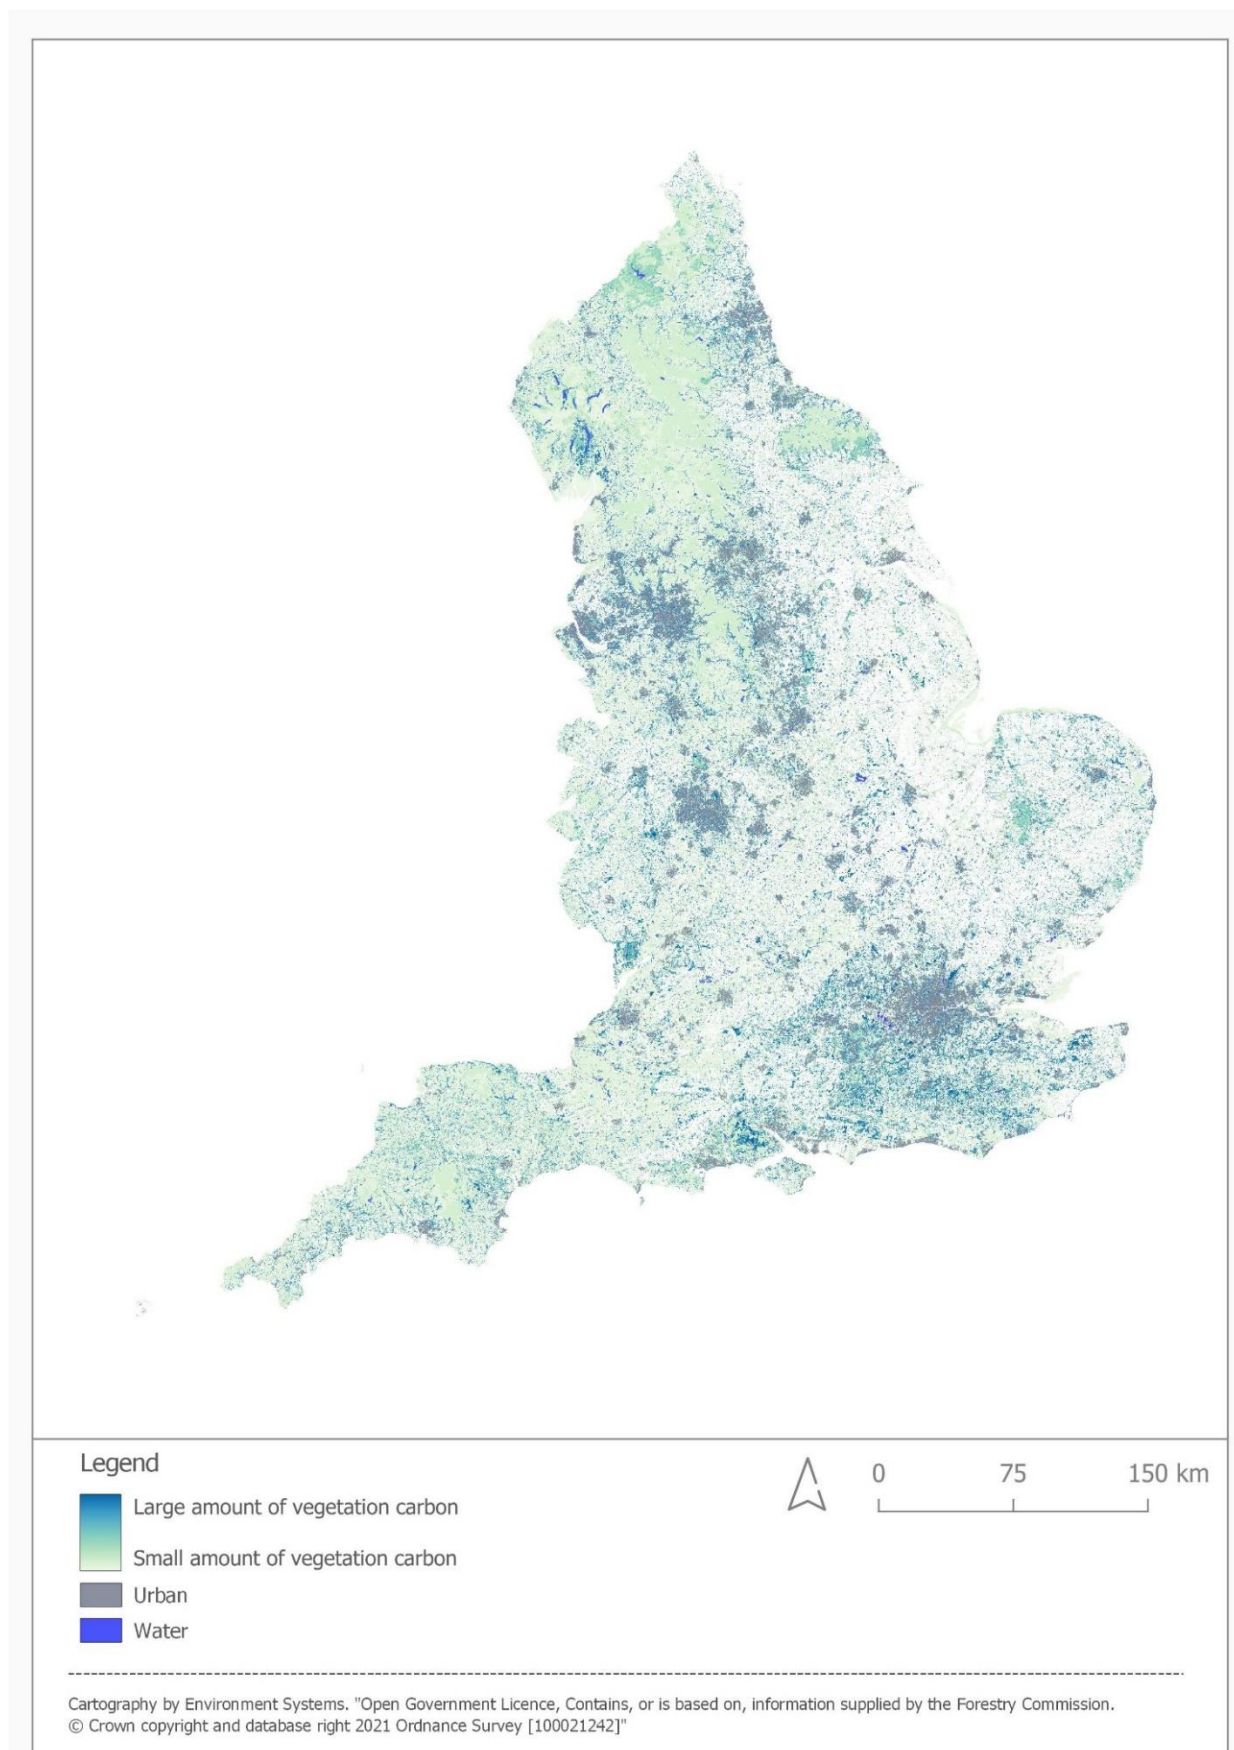 Legend
Large amount of vegetation carbon
Small amount of vegetation carbon
Urban
Water
0 75 150 km
Cartography by Environment Systems. "Open Government Licence, Contains, or is based on, information supplied by the Forestry Commission.
© Crown copyright and database right 2021 Ordnance Survey [100021242]"